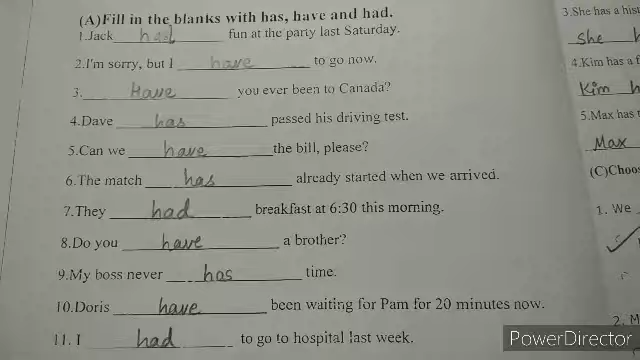 (A)Fill in the blanks with has, have and had.
3.She has a hist
1.Jack had fun at the party last Saturday.
she h
2.I'm sorry, but I have to go now.
4.Kim has a f
3. Have you ever been to Canada?
Kim h
4.Dave has passed his driving test.
5.Max has
5.Can we have the bill, please?
Max
6.The match has already started when we arrived.
(C)Choos
7.They had breakfast at 6:30 this morning.
1. We
8.Do you have a brother?
9.My boss never has time.
10.Doris have been waiting for Pam for 20 minutes now.
2. M
11. I had to go to hospital last week.
PowerDirector